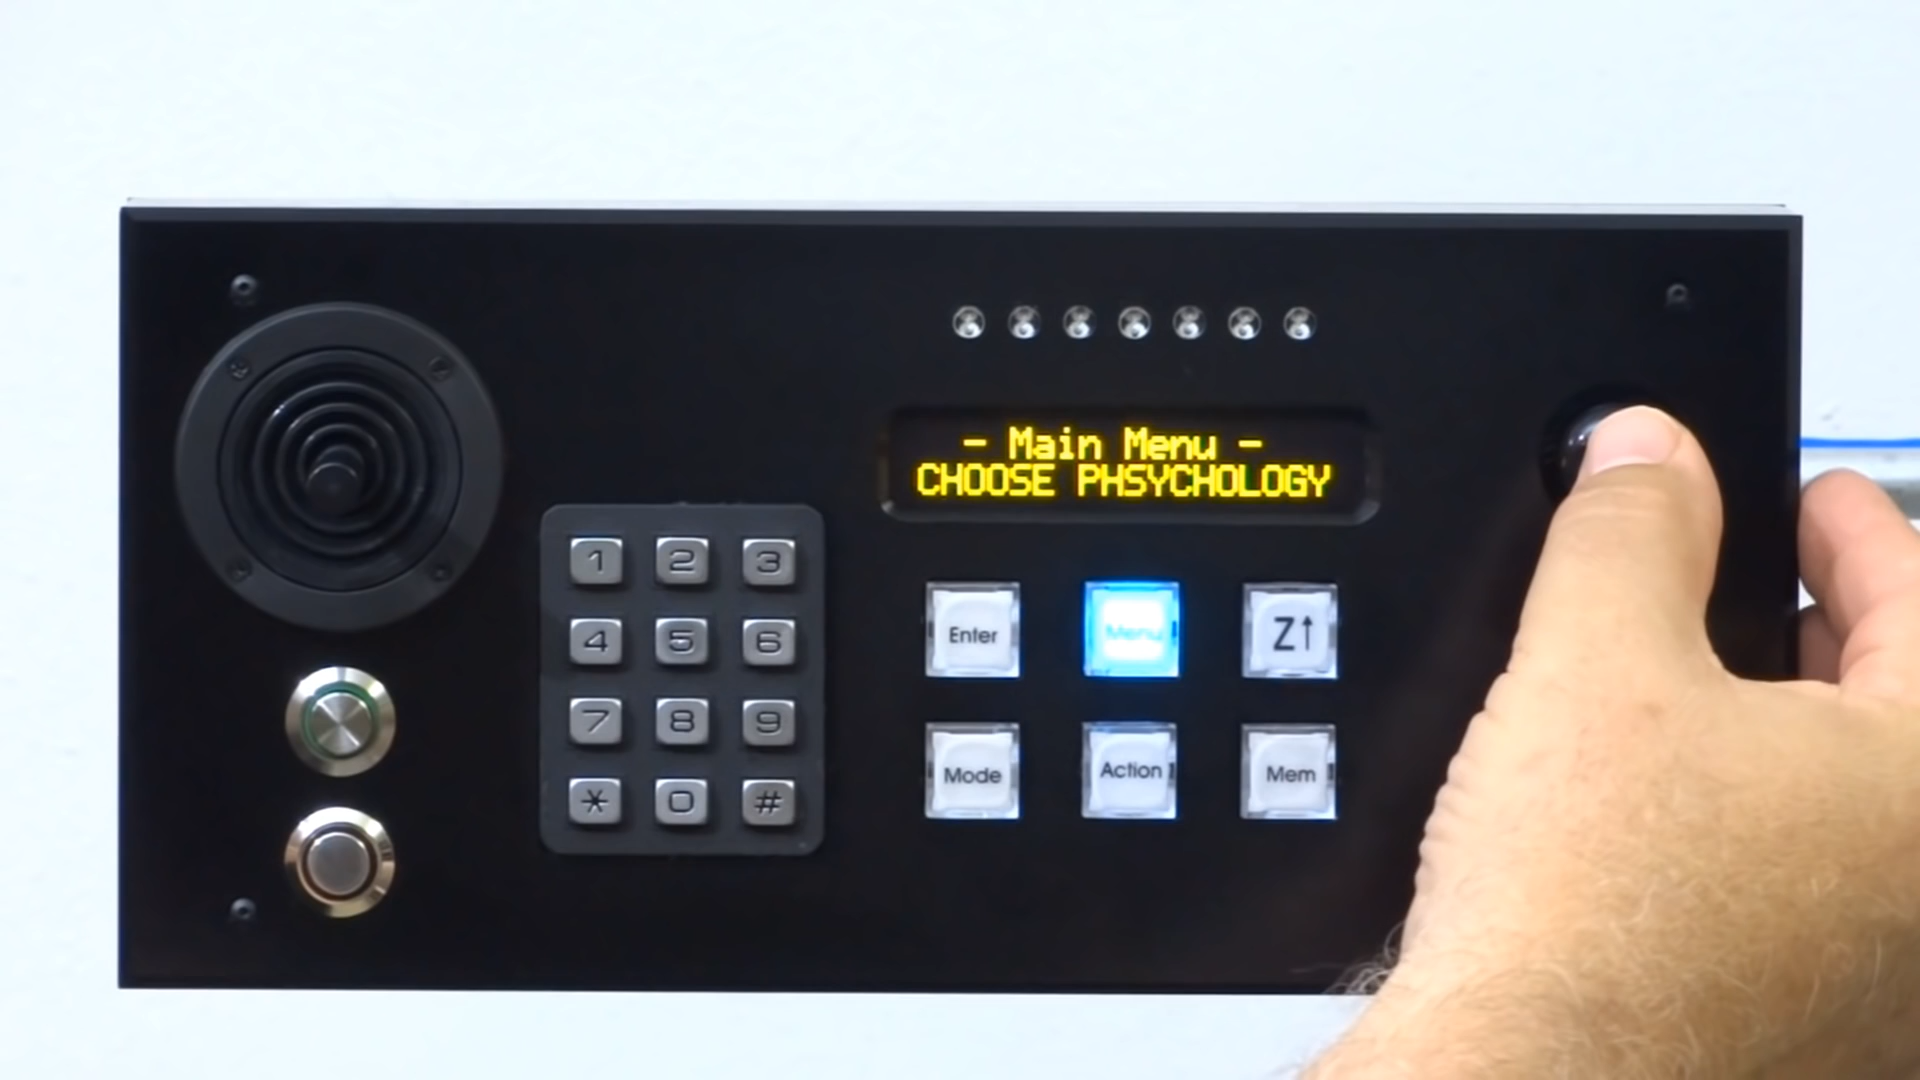 - Main Menu -
CHOOSE PHSYCHOLOGY
1 2 3
4 5 6
7 8 9
* 0 #
Enter Menu Z↑
Mode Action Mem